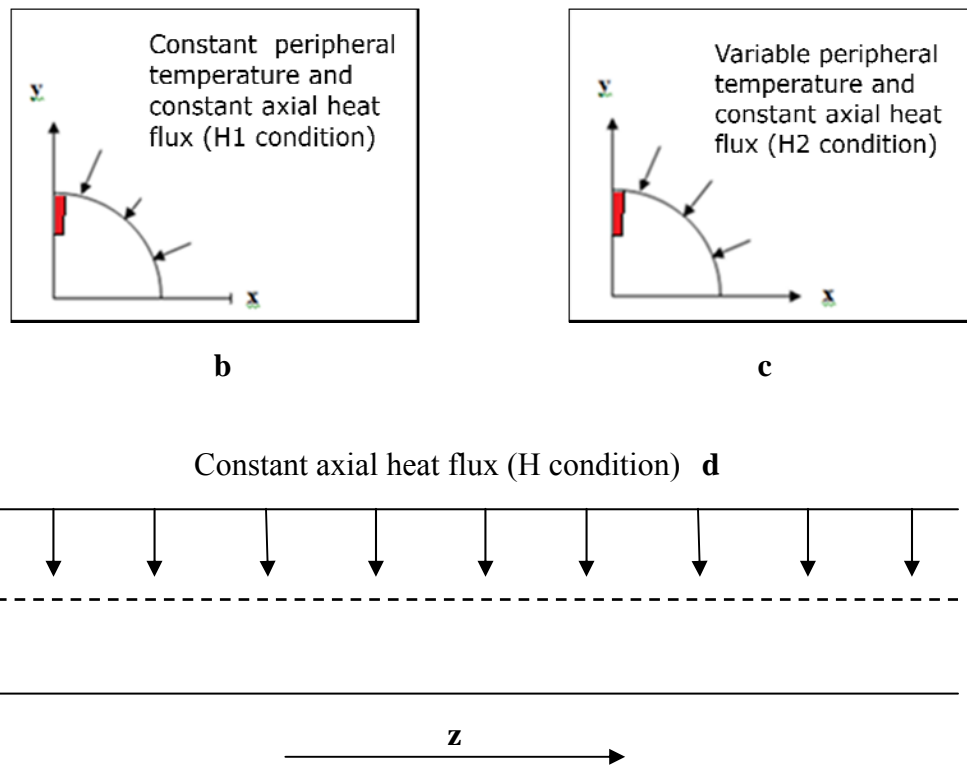 Constant peripheral
temperature and
constant axial heat
flux (H1 condition)
y
x
b
Variable peripheral
temperature and
constant axial heat
flux (H2 condition)
y
x
c
Constant axial heat flux (H condition) d
z